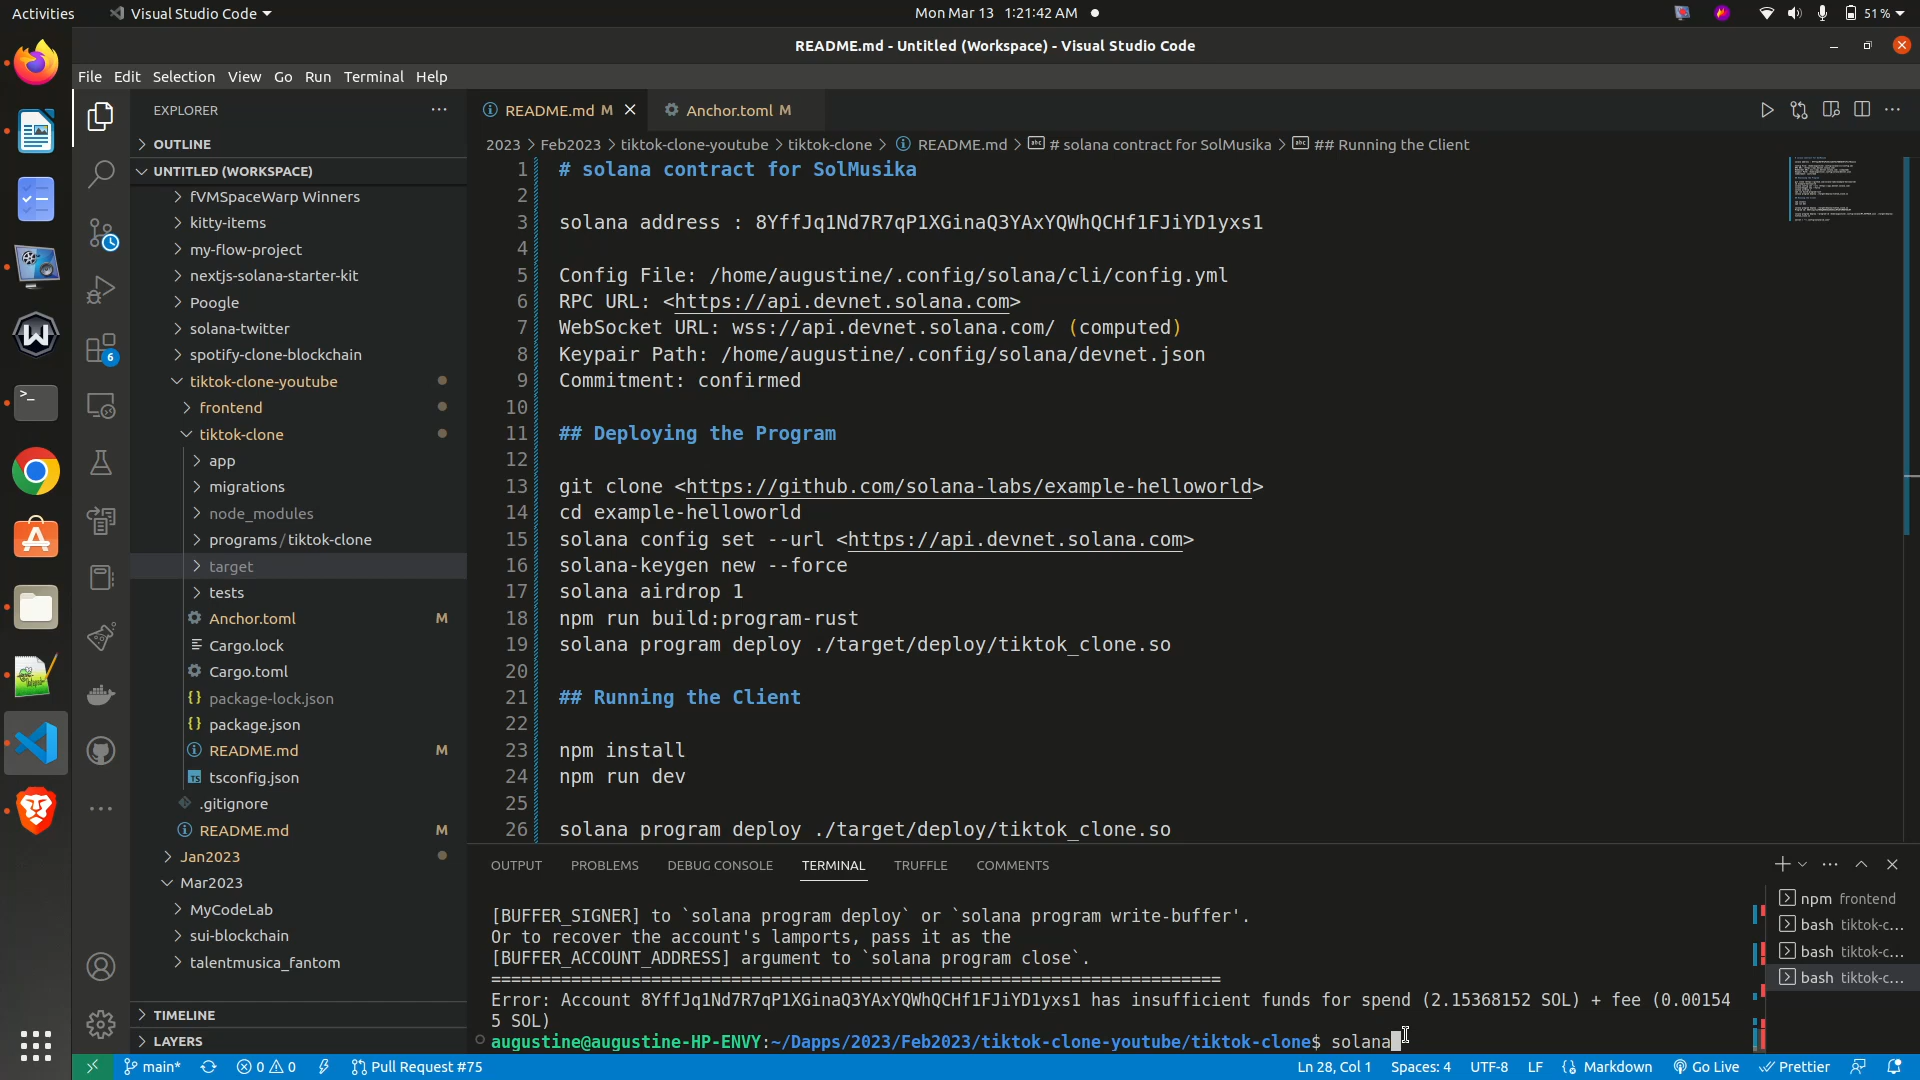 Activities
Visual Studio Code
Mon Mar 13 1:21:42 AM
51 %
README.md - Untitled (Workspace) - Visual Studio Code
File Edit Selection View Go Run Terminal Help
EXPLORER
OUTLINE
UNTITLED (WORKSPACE)
fVMSpaceWarp Winners
kitty-items
my-flow-project
nextjs-solana-starter-kit
Poogle
solana-twitter
spotify-clone-blockchain
tiktok-clone-youtube
frontend
tiktok-clone
app
migrations
node_modules
programs / tiktok-clone
target
tests
Anchor.toml M
Cargo.lock
Cargo.toml
package-lock.json
package.json
README.md M
tsconfig.json
.gitignore
README.md M
Jan2023
Mar2023
MyCodeLab
sui-blockchain
talentmusica_fantom
TIMELINE
LAYERS
6
README.md M
Anchor.toml M
2023 > Feb2023 > tiktok-clone-youtube > tiktok-clone > README.md > # solana contract for SolMusika > ## Running the Client
1 # solana contract for SolMusika
2
3 solana address : 8YffJq1Nd7R7qP1XGinaQ3YAxYQWhQCHf1FJiYD1yxs1
4
5 Config File: /home/augustine/.config/solana/cli/config.yml
6 RPC URL: <https://api.devnet.solana.com>
7 WebSocket URL: wss://api.devnet.solana.com/ (computed)
8 Keypair Path: /home/augustine/.config/solana/devnet.json
9 Commitment: confirmed
10
11 ## Deploying the Program
12
13 git clone <https://github.com/solana-labs/example-helloworld>
14 cd example-helloworld
15 solana config set --url <https://api.devnet.solana.com>
16 solana-keygen new --force
17 solana airdrop 1
18 npm run build:program-rust
19 solana program deploy ./target/deploy/tiktok_clone.so
20
21 ## Running the Client
22
23 npm install
24 npm run dev
25
26 solana program deploy ./target/deploy/tiktok_clone.so
OUTPUT PROBLEMS DEBUG CONSOLE TERMINAL TRUFFLE COMMENTS
[BUFFER_SIGNER] to `solana program deploy` or `solana program write-buffer'.
Or to recover the account's lamports, pass it as the
[BUFFER_ACCOUNT_ADDRESS] argument to `solana program close`.
=====================================================================
Error: Account 8YffJq1Nd7R7qP1XGinaQ3YAxYQWhQCHf1FJiYD1yxs1 has insufficient funds for spend (2.15368152 SOL) + fee (0.00154
5 SOL)
augustine@augustine-HP-ENVY:~/Dapps/2023/Feb2023/tiktok-clone-youtube/tiktok-clone$ solana
npm frontend
bash tiktok-c...
bash tiktok-c...
bash tiktok-c...
main* 0 0 Pull Request #75
Ln 28, Col 1 Spaces: 4 UTF-8 LF Markdown Go Live Prettier